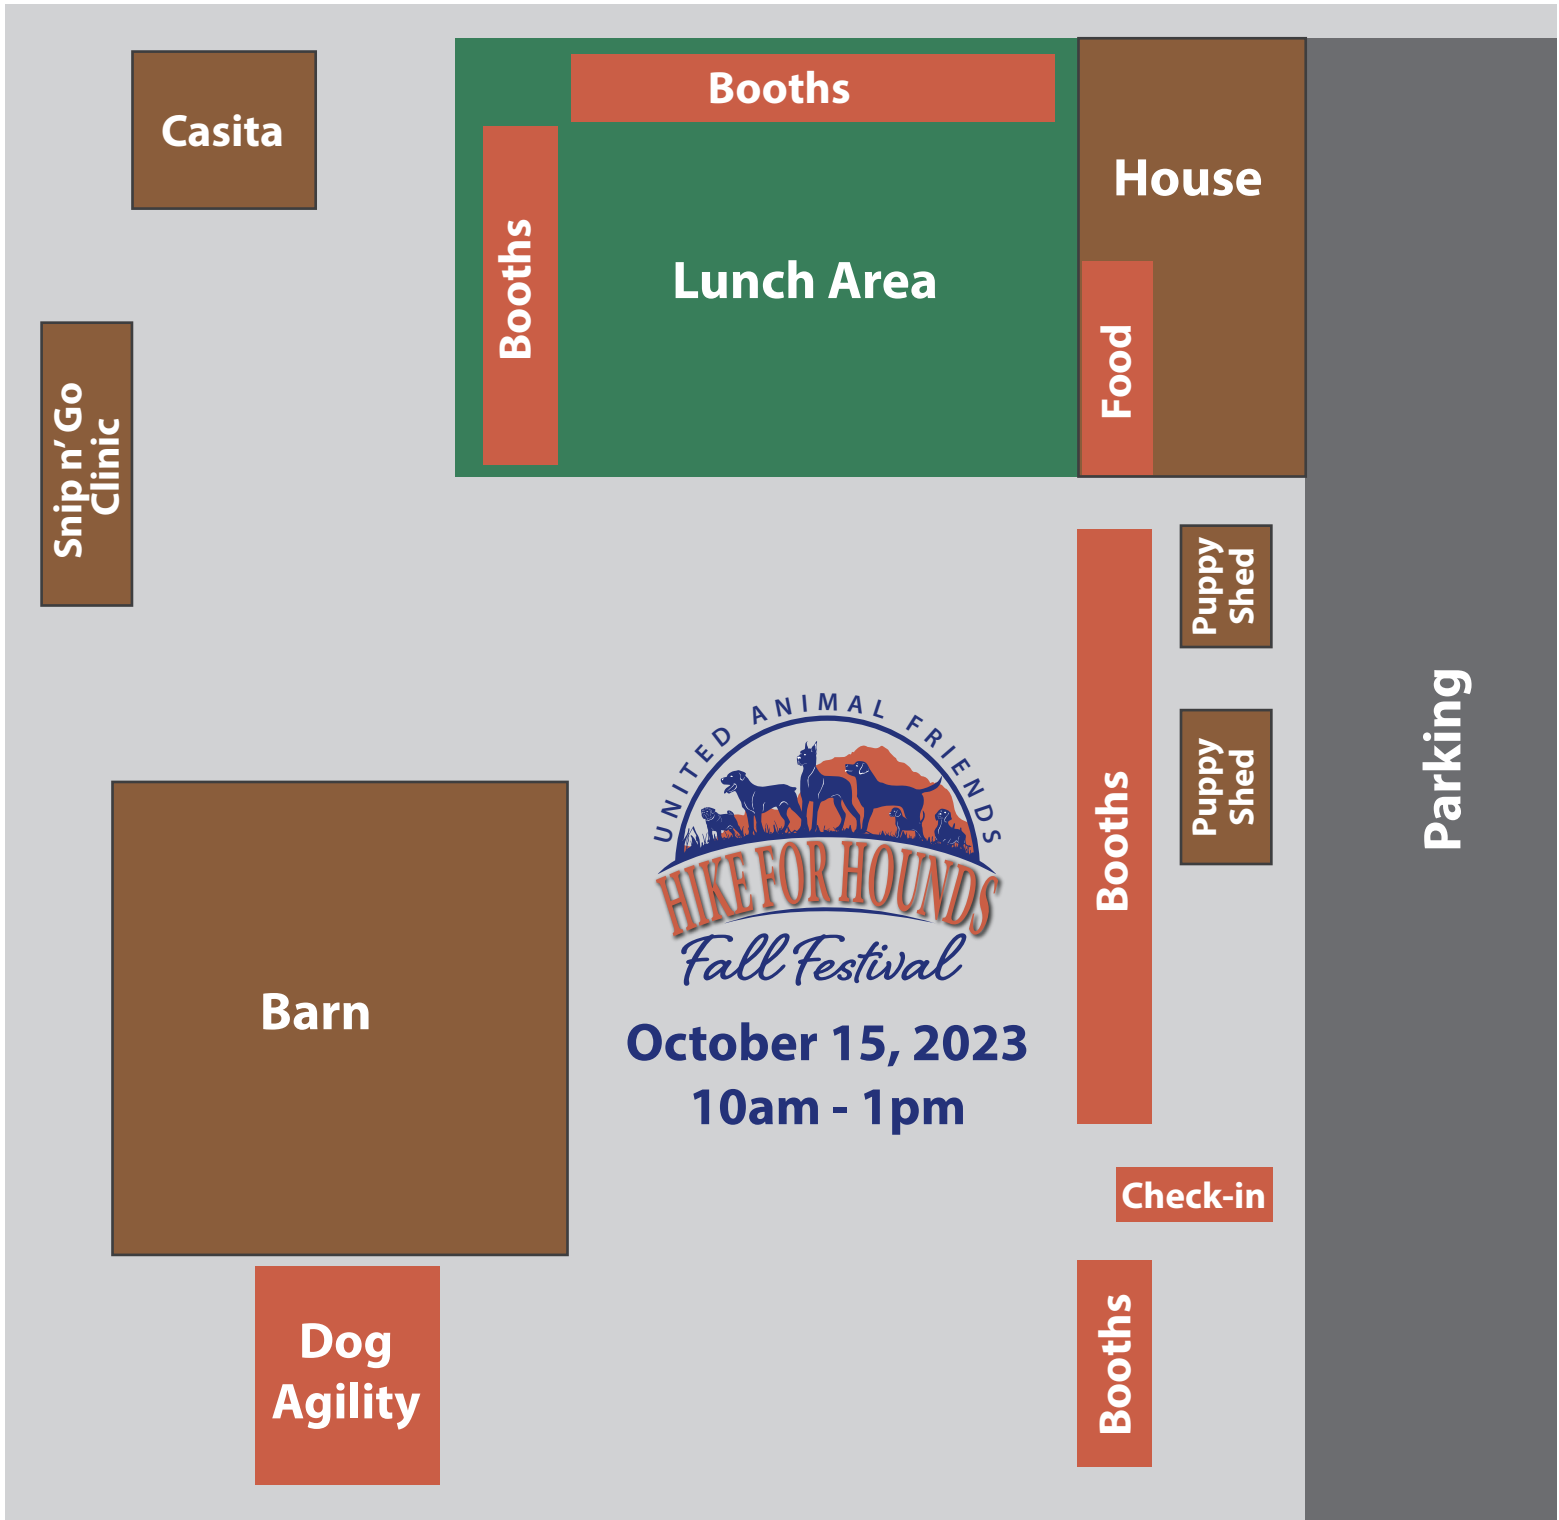 Casita
Booths
House
Booths
Lunch Area
Food
Snip n’ Go
Clinic
Puppy
Shed
Puppy
Shed
Parking
UNITED ANIMAL FRIENDS
HIKE FOR HOUNDS
Fall Festival
October 15, 2023
10am - 1pm
Booths
Barn
Check-in
Dog
Agility
Booths